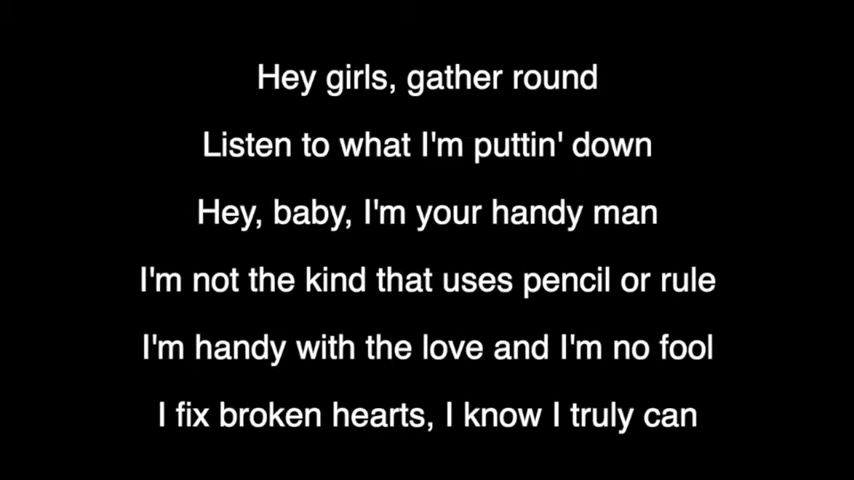 Hey girls, gather round
Listen to what I'm puttin' down
Hey, baby, I'm your handy man
I'm not the kind that uses pencil or rule
I'm handy with the love and I'm no fool
I fix broken hearts, I know I truly can